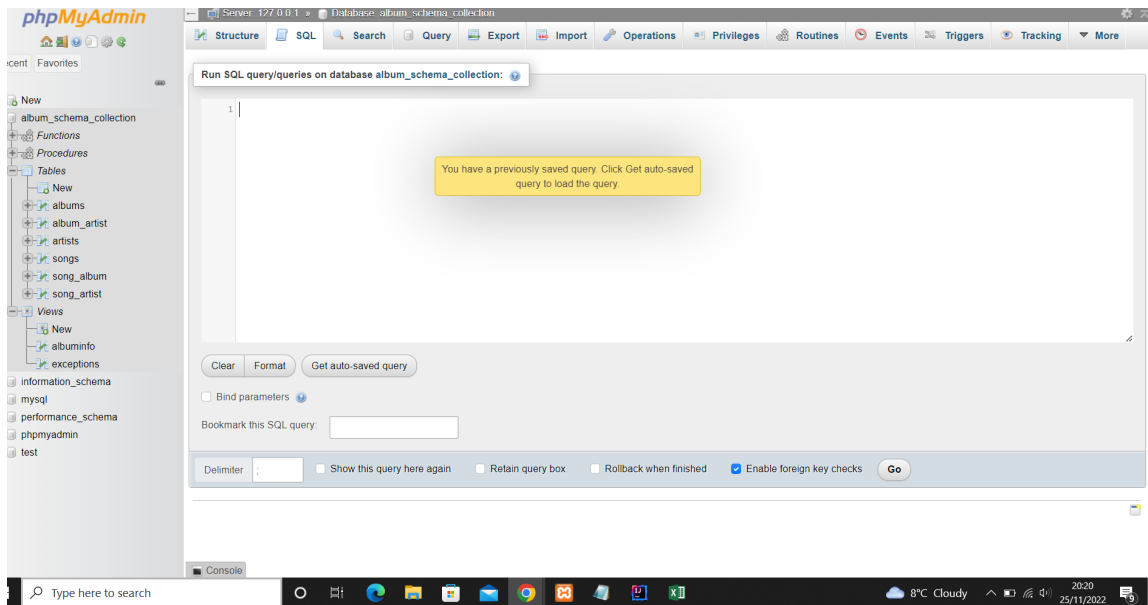 phpMyAdmin
Server: 127.0.0.1 » Database: album_schema_collection
Structure SQL Search Query Export Import Operations Privileges Routines Events Triggers Tracking More
ecent Favorites
Run SQL query/queries on database album_schema_collection:
1
You have a previously saved query. Click Get auto-saved
query to load the query.
New
album_schema_collection
Functions
Procedures
Tables
New
albums
album_artist
artists
songs
song_album
song_artist
Views
New
albuminfo
exceptions
information_schema
mysql
performance_schema
phpmyadmin
test
Clear Format Get auto-saved query
Bind parameters
Bookmark this SQL query:
Delimiter ; Show this query here again Retain query box Rollback when finished Enable foreign key checks Go
Console
Type here to search
8°C Cloudy
20:20
25/11/2022
9